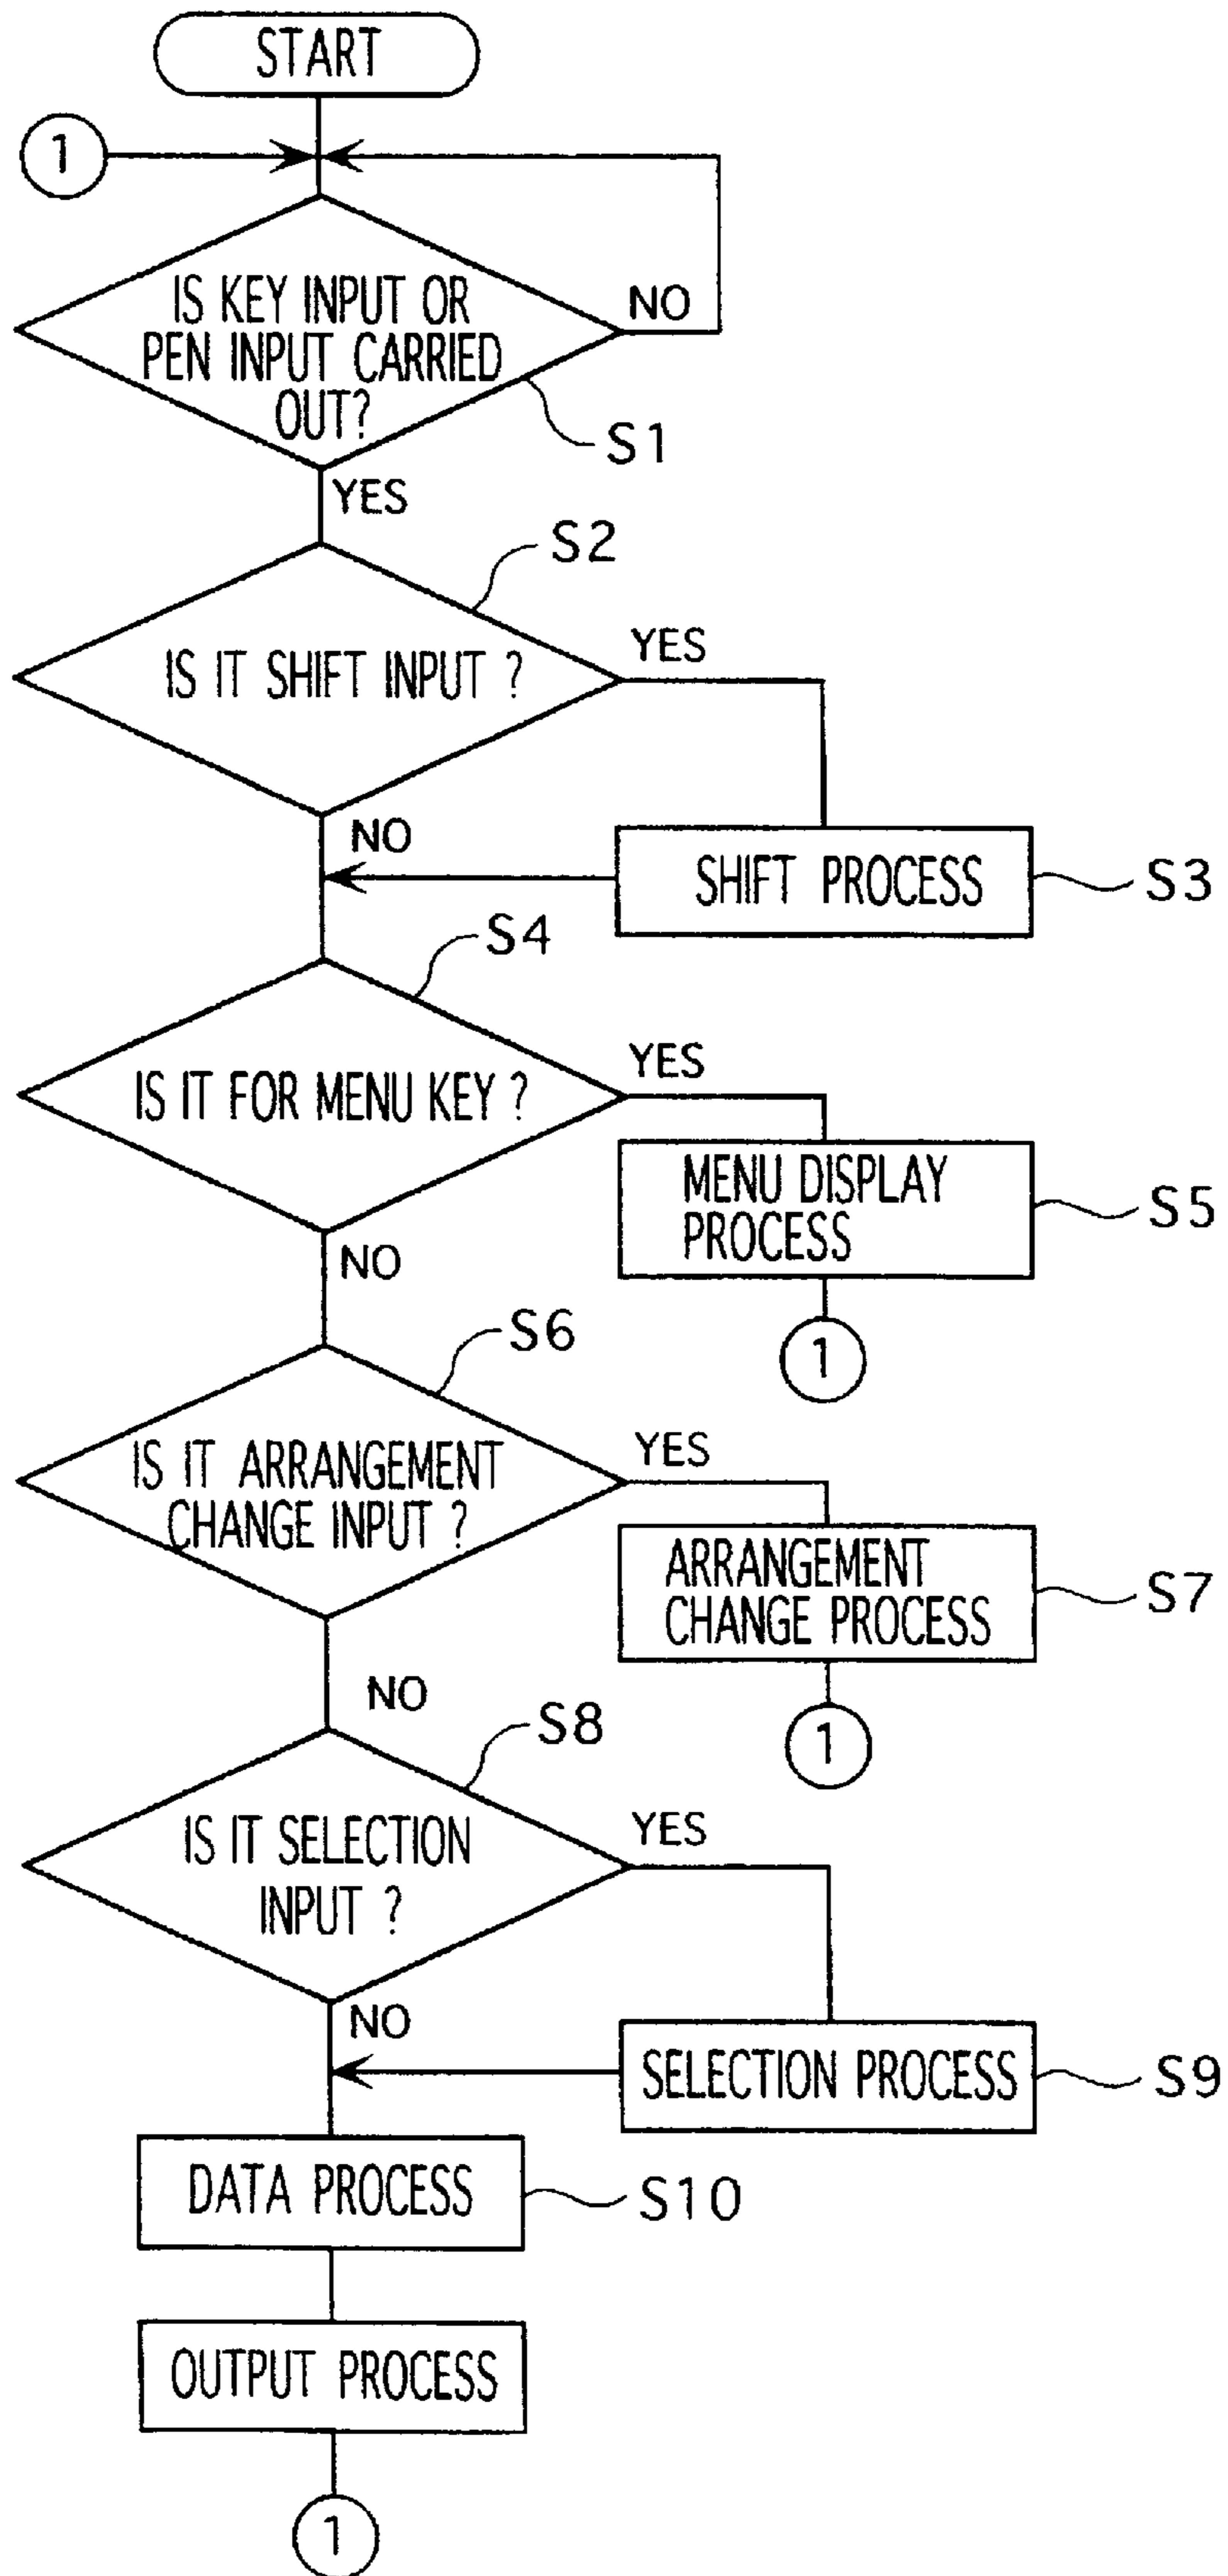 START
1
IS KEY INPUT OR
PEN INPUT CARRIED
OUT?
NO
S1
YES
S2
IS IT SHIFT INPUT ?
YES
NO
SHIFT PROCESS
S3
S4
IS IT FOR MENU KEY ?
YES
MENU DISPLAY
PROCESS
S5
NO
1
S6
IS IT ARRANGEMENT
CHANGE INPUT ?
YES
ARRANGEMENT
CHANGE PROCESS
S7
NO
1
S8
IS IT SELECTION
INPUT ?
YES
NO
SELECTION PROCESS
S9
DATA PROCESS
S10
OUTPUT PROCESS
1